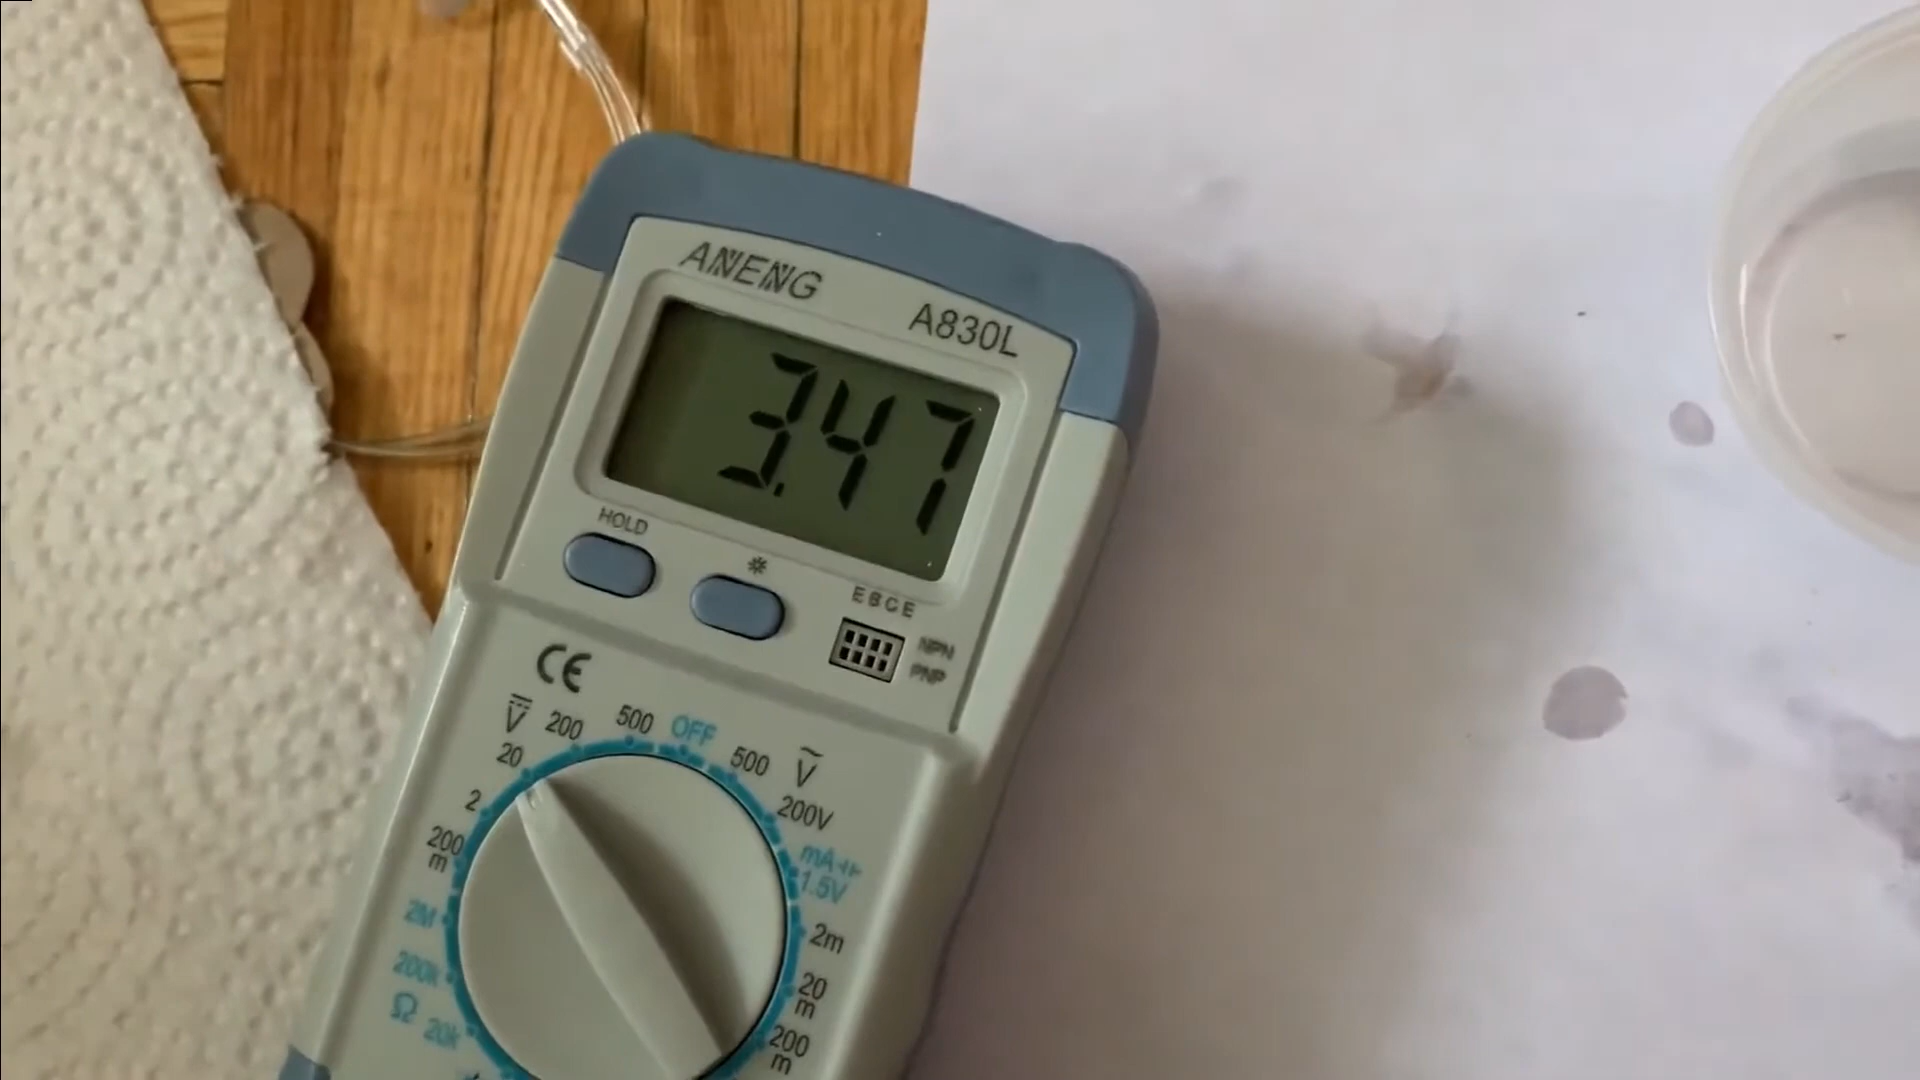 ANENG
A830L
3.47
HOLD
EBCE
NPN
PNP
CE
V
200
500
OFF
500
V
20
200V
2
mA
1.5V
200
m
2M
2m
200k
20
m
Ω
20k
200
m